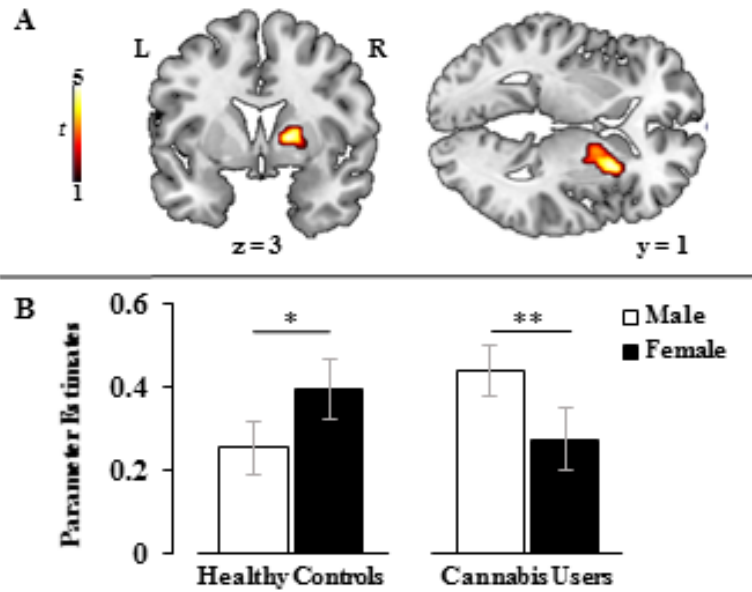 A
L
R
5
t
1
z = 3
y = 1
B
0.6
0.4
0.2
0
Parameter Estimates
*
**
Male
Female
Healthy Controls
Cannabis Users